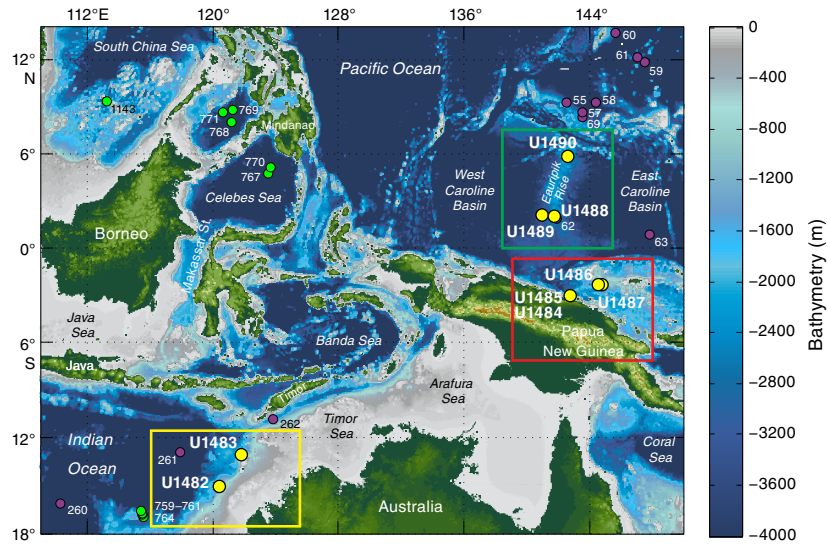 112°E 120° 128° 136° 144°
12°
N
6°
0°
6°
S
12°
18°
South China Sea
Pacific Ocean
60
61
59
1143
769
771
768
Mindanao
55
58
57
69
770
767
Celebes Sea
U1490
West
Caroline
Basin
Eauripik
Rise
East
Caroline
Basin
U1488
62
U1489
63
Borneo
Makassar St.
U1486
U1487
U1485
U1484
Papua
New Guinea
Java
Sea
Java
Banda Sea
Timor
Arafura
Sea
Timor
Sea
262
Indian
Ocean
U1483
261
U1482
260
759–761,
764
Australia
Coral
Sea
0
−400
−800
−1200
−1600
−2000
−2400
−2800
−3200
−3600
−4000
Bathymetry (m)